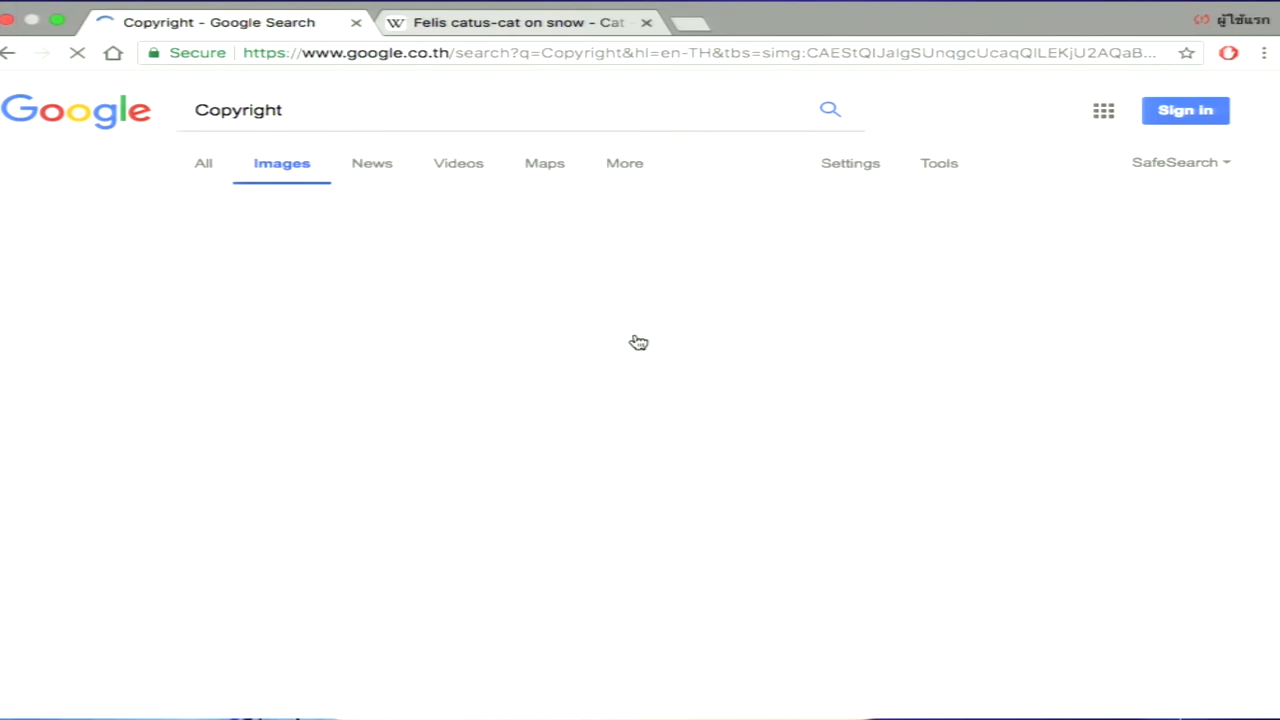 Copyright - Google Search
Felis catus-cat on snow - Cat
ผู้ใช้แรก
Secure
https://www.google.co.th/search?q=Copyright&hl=en-TH&tbs=simg:CAEStQIJaIgSUnqgcUcaqQILEKjU2AQaB...
Google
Copyright
Sign in
All
Images
News
Videos
Maps
More
Settings
Tools
SafeSearch